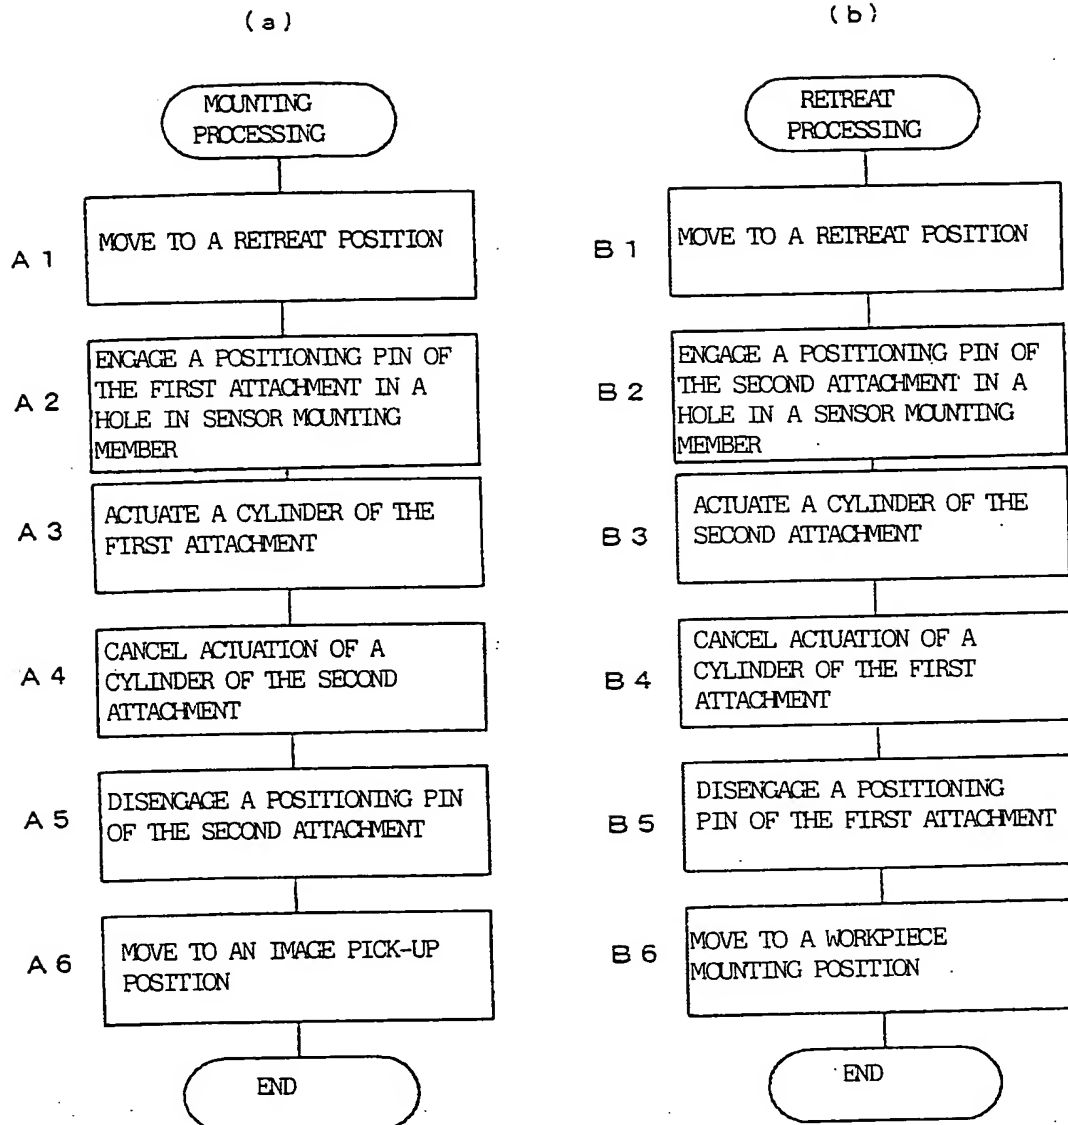 (a)
MOUNTING
PROCESSING
A 1
MOVE TO A RETREAT POSITION
A 2
ENGAGE A POSITIONING PIN OF
THE FIRST ATTACHMENT IN A
HOLE IN SENSOR MOUNTING
MEMBER
A 3
ACTUATE A CYLINDER OF THE
FIRST ATTACHMENT
A 4
CANCEL ACTUATION OF A
CYLINDER OF THE SECOND
ATTACHMENT
A 5
DISENGAGE A POSITIONING PIN
OF THE SECOND ATTACHMENT
A 6
MOVE TO AN IMAGE PICK-UP
POSITION
END
(b)
RETREAT
PROCESSING
B 1
MOVE TO A RETREAT POSITION
B 2
ENGAGE A POSITIONING PIN OF
THE SECOND ATTACHMENT IN A
HOLE IN A SENSOR MOUNTING
MEMBER
B 3
ACTUATE A CYLINDER OF THE
SECOND ATTACHMENT
B 4
CANCEL ACTUATION OF A
CYLINDER OF THE FIRST
ATTACHMENT
B 5
DISENGAGE A POSITIONING
PIN OF THE FIRST ATTACHMENT
B 6
MOVE TO A WORKPIECE
MOUNTING POSITION
END